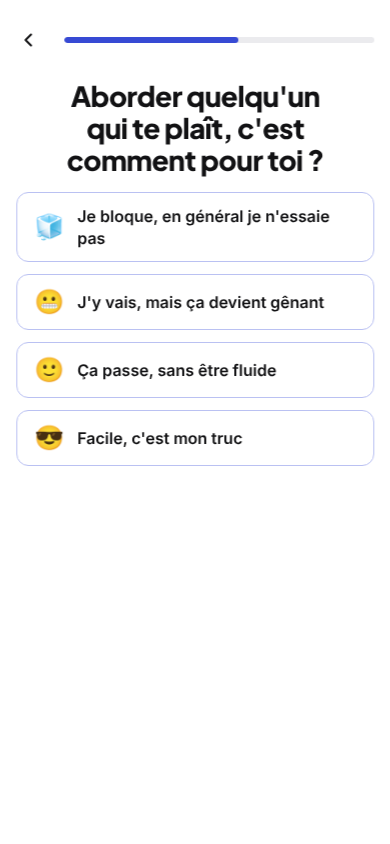 Aborder quelqu'un
qui te plaît, c'est
comment pour toi ?
Je bloque, en général je n'essaie
pas
J'y vais, mais ça devient gênant
Ça passe, sans être fluide
Facile, c'est mon truc